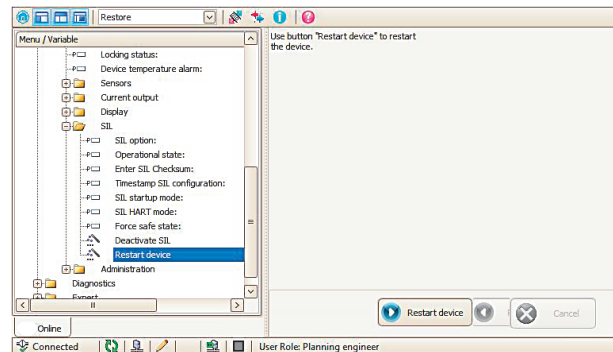 Restore
Menu / Variable
Locking status:
Device temperature alarm:
Sensors
Current output
Display
SIL
SIL option:
Operational state:
Enter SIL Checksum:
Timestamp SIL configuration:
SIL startup mode:
SIL HART mode:
Force safe state:
Deactivate SIL
Restart device
Administration
Diagnostics
Expert
Online
Use button "Restart device" to restart
the device.
Restart device
Cancel
Connected
User Role: Planning engineer